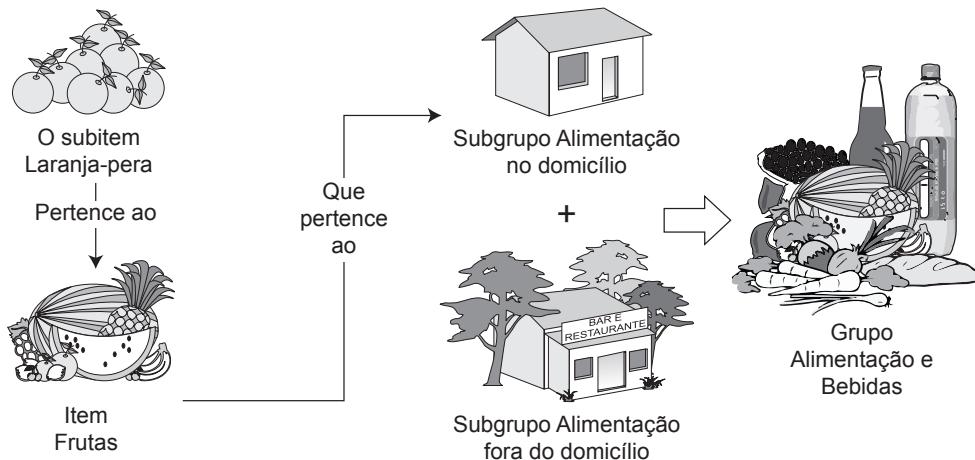 O subitem
Laranja-pera
Pertence ao
Item
Frutas
Que
pertence
ao
Subgrupo Alimentação
no domicílio
+
BAR E
RESTAURANTE
Subgrupo Alimentação
fora do domicílio
Grupo
Alimentação e
Bebidas